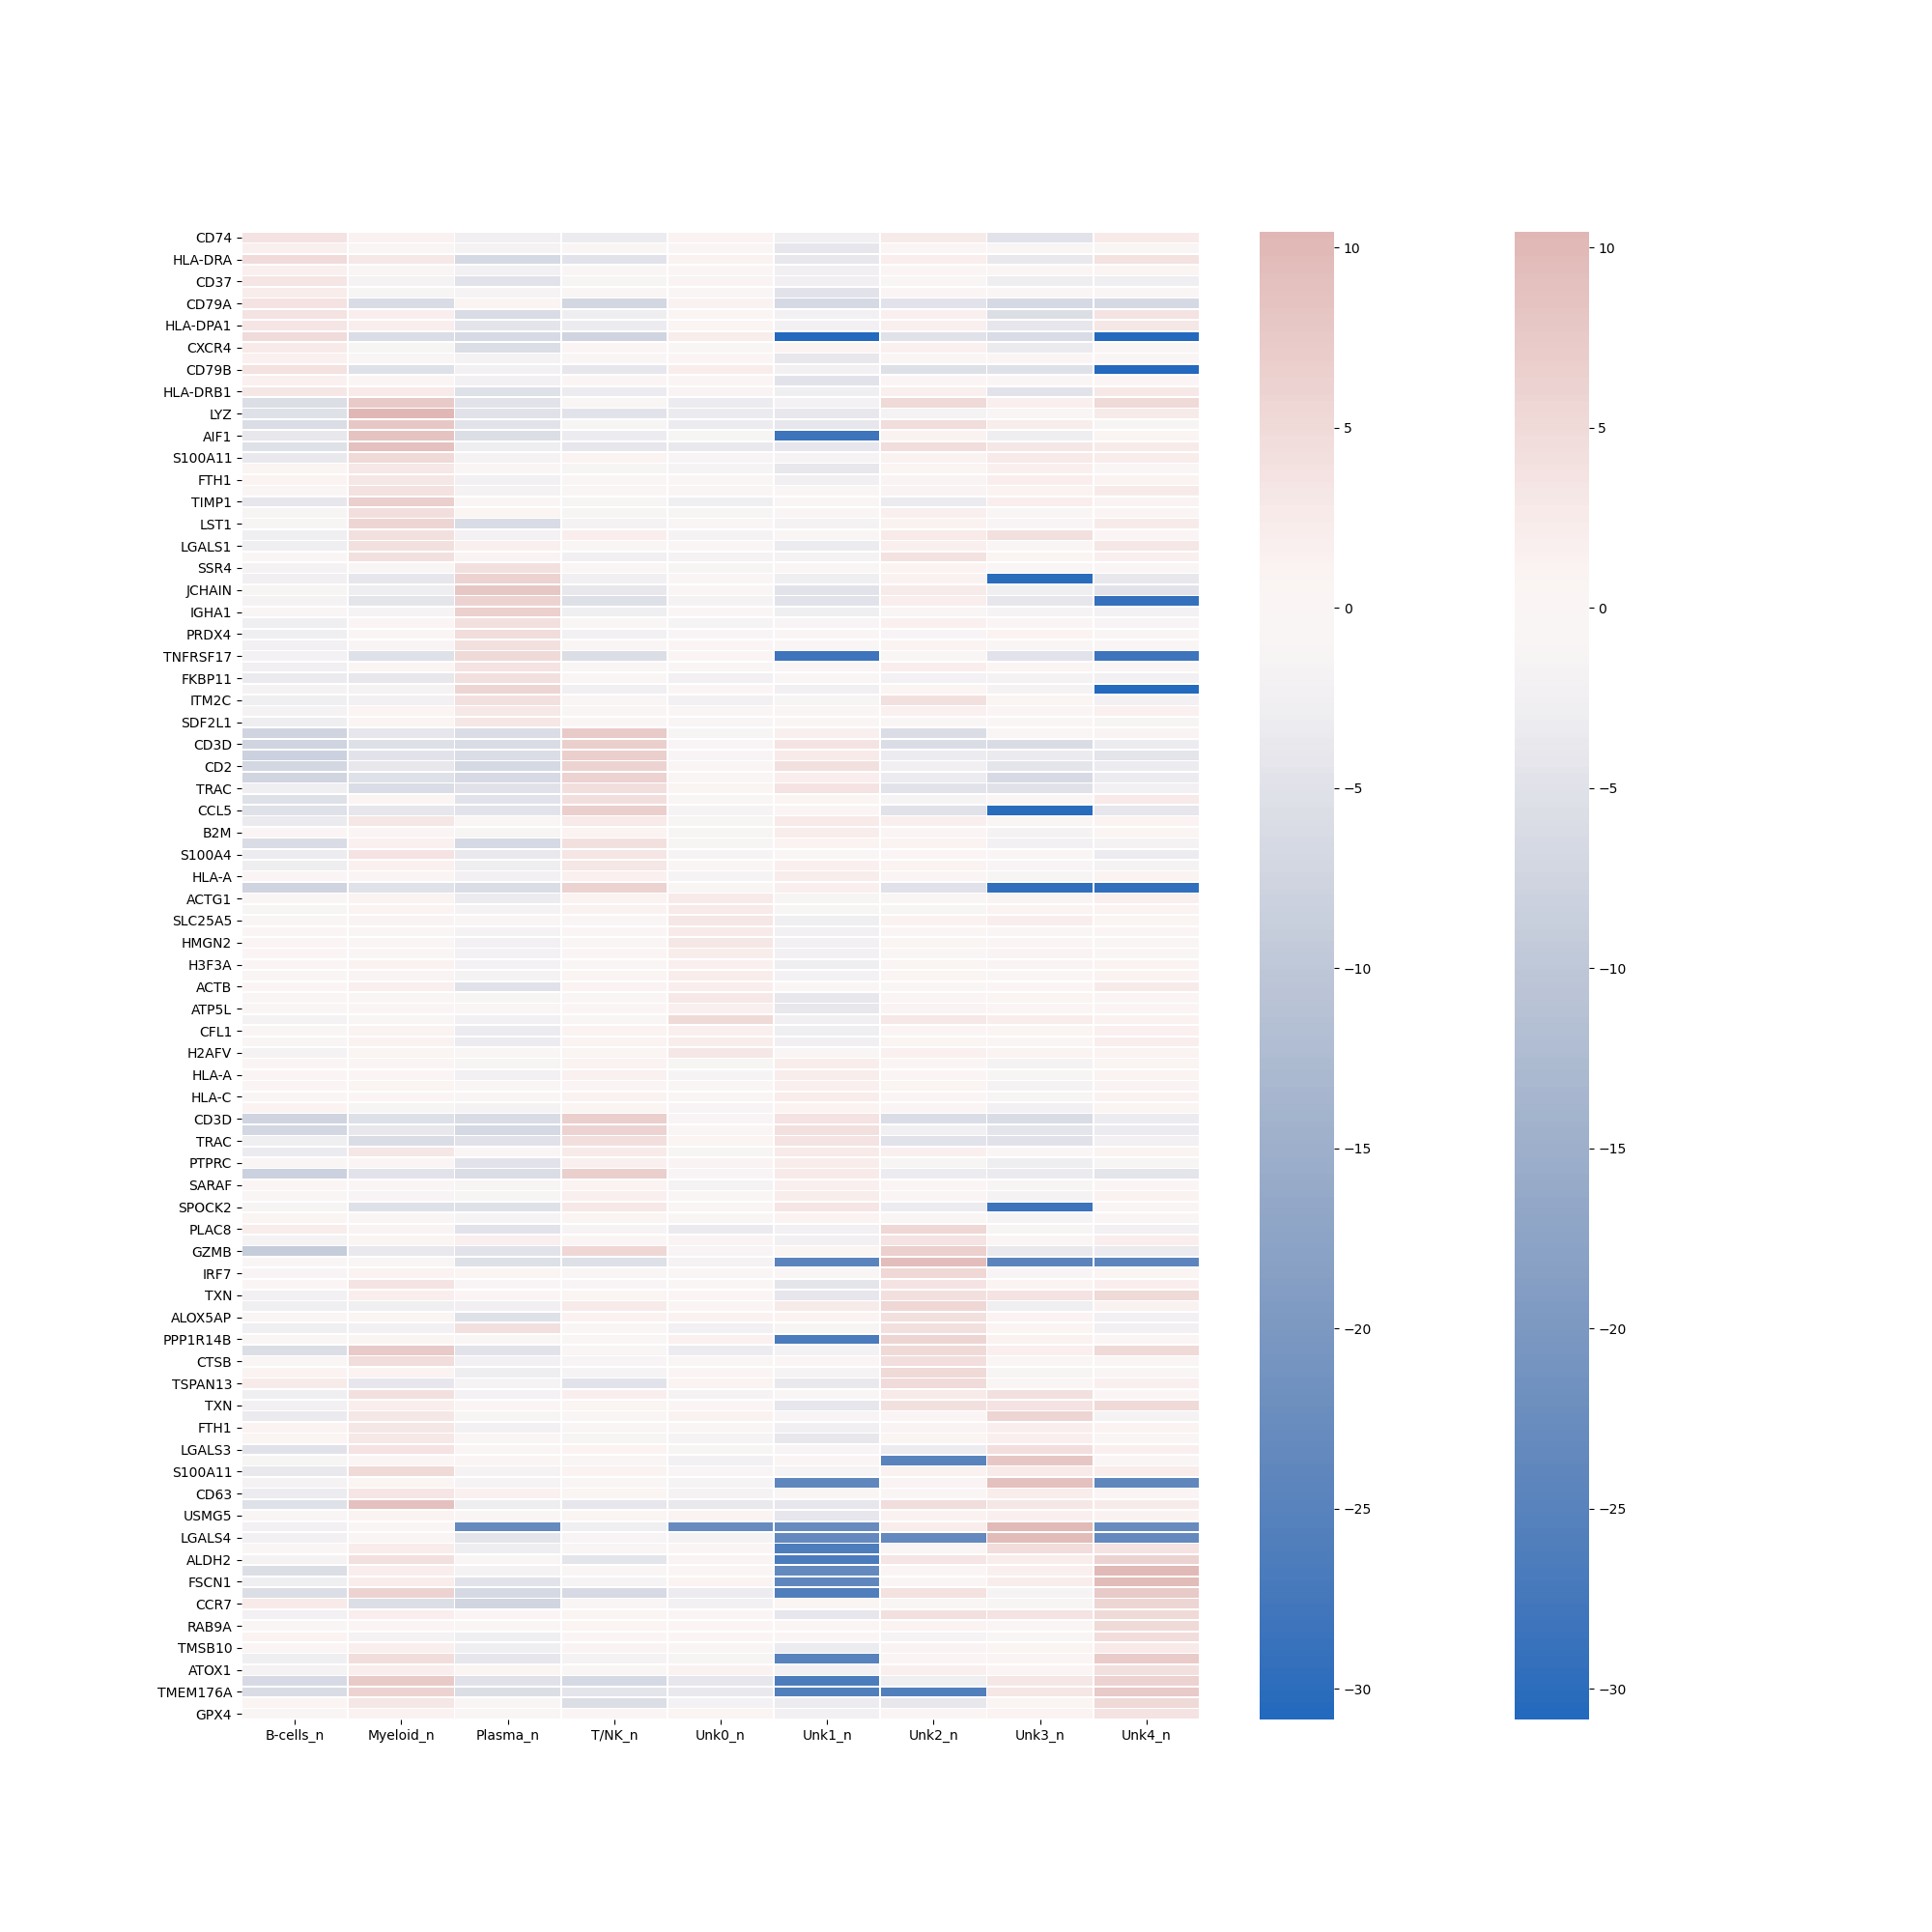 CD74
HLA-DRA
CD37
CD79A
HLA-DPA1
CXCR4
CD79B
HLA-DRB1
LYZ
AIF1
S100A11
FTH1
TIMP1
LST1
LGALS1
SSR4
JCHAIN
IGHA1
PRDX4
TNFRSF17
FKBP11
ITM2C
SDF2L1
CD3D
CD2
TRAC
CCL5
B2M
S100A4
HLA-A
ACTG1
SLC25A5
HMGN2
H3F3A
ACTB
ATP5L
CFL1
H2AFV
HLA-A
HLA-C
CD3D
TRAC
PTPRC
SARAF
SPOCK2
PLAC8
GZMB
IRF7
TXN
ALOX5AP
PPP1R14B
CTSB
TSPAN13
TXN
FTH1
LGALS3
S100A11
CD63
USMG5
LGALS4
ALDH2
FSCN1
CCR7
RAB9A
TMSB10
ATOX1
TMEM176A
GPX4
B-cells_n Myeloid_n Plasma_n T/NK_n Unk0_n Unk1_n Unk2_n Unk3_n Unk4_n
10
5
0
−5
−10
−15
−20
−25
−30
10
5
0
−5
−10
−15
−20
−25
−30